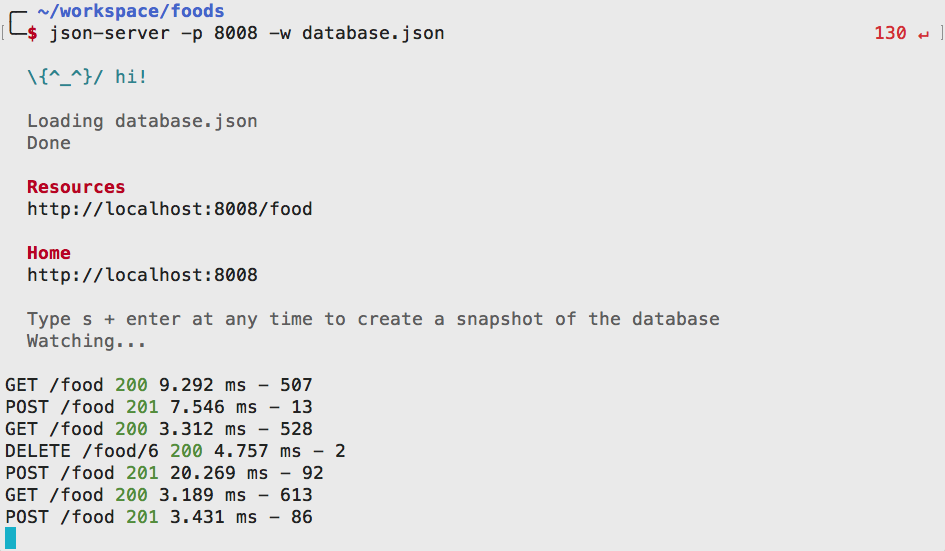 ~/workspace/foods
$ json-server -p 8008 -w database.json 130 ↵
\{^_^}/ hi!
Loading database.json
Done
Resources
http://localhost:8008/food
Home
http://localhost:8008
Type s + enter at any time to create a snapshot of the database
Watching...
GET /food 200 9.292 ms - 507
POST /food 201 7.546 ms - 13
GET /food 200 3.312 ms - 528
DELETE /food/6 200 4.757 ms - 2
POST /food 201 20.269 ms - 92
GET /food 200 3.189 ms - 613
POST /food 201 3.431 ms - 86